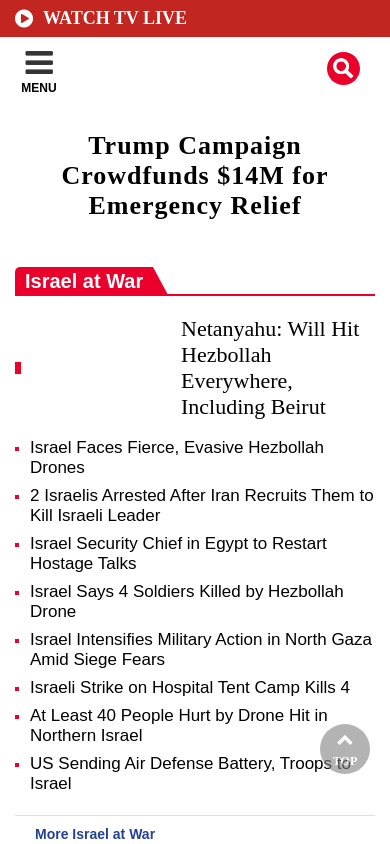 WATCH TV LIVE
MENU
Trump Campaign
Crowdfunds $14M for
Emergency Relief
Israel at War
Netanyahu: Will Hit
Hezbollah
Everywhere,
Including Beirut
Israel Faces Fierce, Evasive Hezbollah
Drones
2 Israelis Arrested After Iran Recruits Them to
Kill Israeli Leader
Israel Security Chief in Egypt to Restart
Hostage Talks
Israel Says 4 Soldiers Killed by Hezbollah
Drone
Israel Intensifies Military Action in North Gaza
Amid Siege Fears
Israeli Strike on Hospital Tent Camp Kills 4
At Least 40 People Hurt by Drone Hit in
Northern Israel
US Sending Air Defense Battery, Troops to
Israel
TOP
More Israel at War